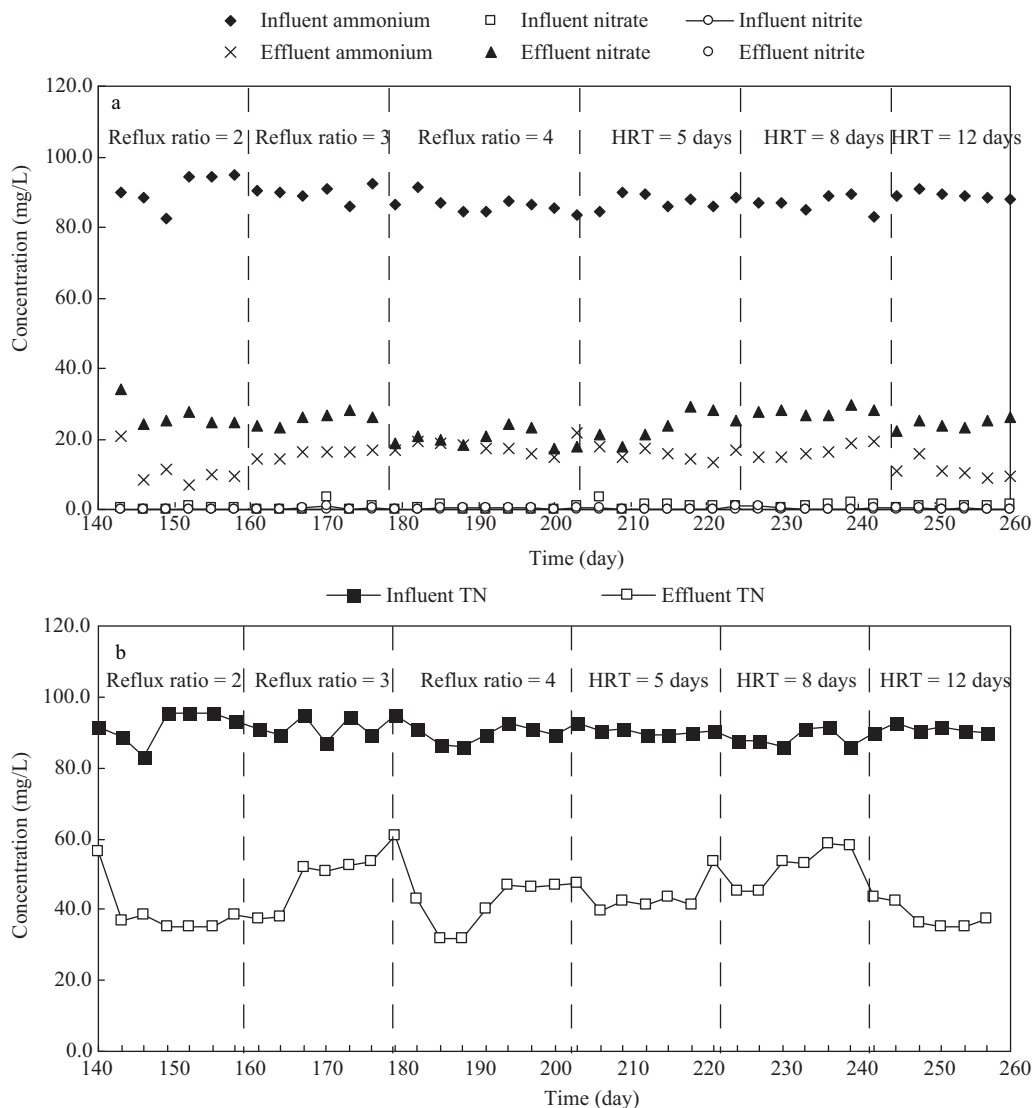 Influent ammonium Influent nitrate Influent nitrite
Effluent ammonium Effluent nitrate Effluent nitrite
120.0
a
Reflux ratio = 2 Reflux ratio = 3 Reflux ratio = 4 HRT = 5 days HRT = 8 days HRT = 12 days
100.0
80.0
60.0
40.0
20.0
0.0
Concentration (mg/L)
140 150 160 170 180 190 200 210 220 230 240 250 260
Time (day)
Influent TN Effluent TN
120.0
b
Reflux ratio = 2 Reflux ratio = 3 Reflux ratio = 4 HRT = 5 days HRT = 8 days HRT = 12 days
100.0
80.0
60.0
40.0
20.0
0.0
Concentration (mg/L)
140 150 160 170 180 190 200 210 220 230 240 250 260
Time (day)